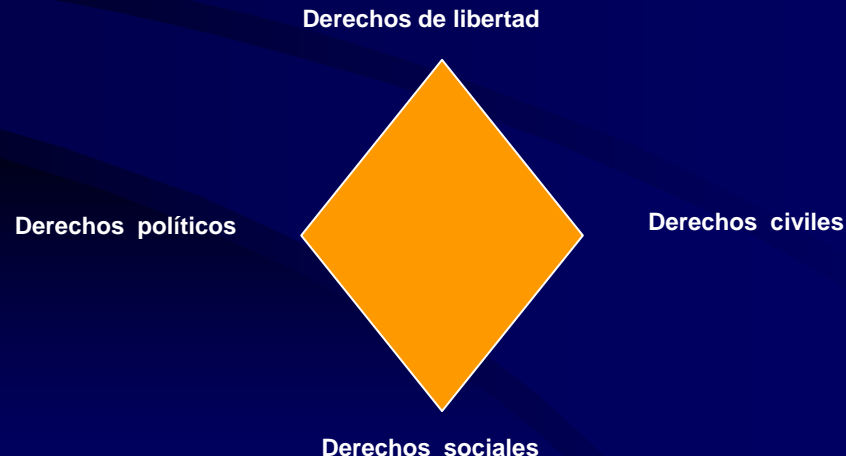 Derechos de libertad
Derechos políticos
Derechos civiles
Derechos sociales